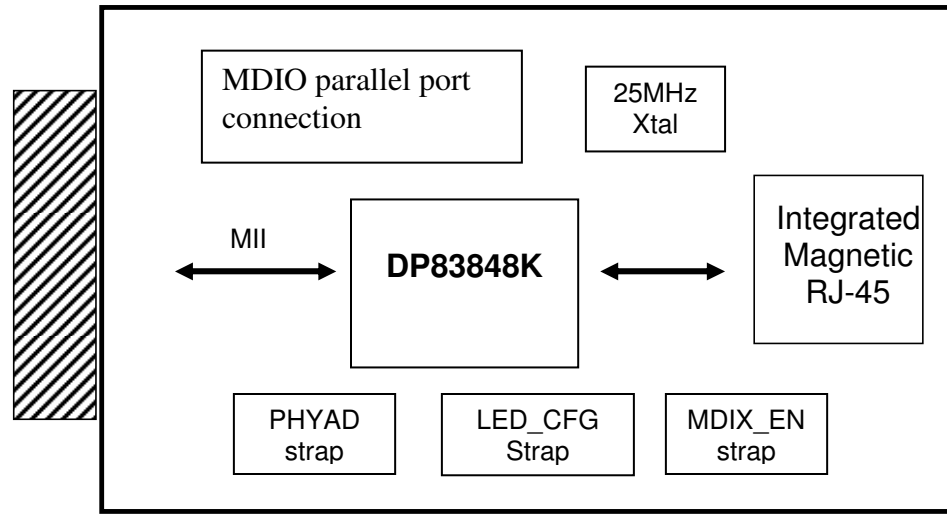 MDIO parallel port
connection
25MHz
Xtal
MII
DP83848K
Integrated
Magnetic
RJ-45
PHYAD
strap
LED_CFG
Strap
MDIX_EN
strap